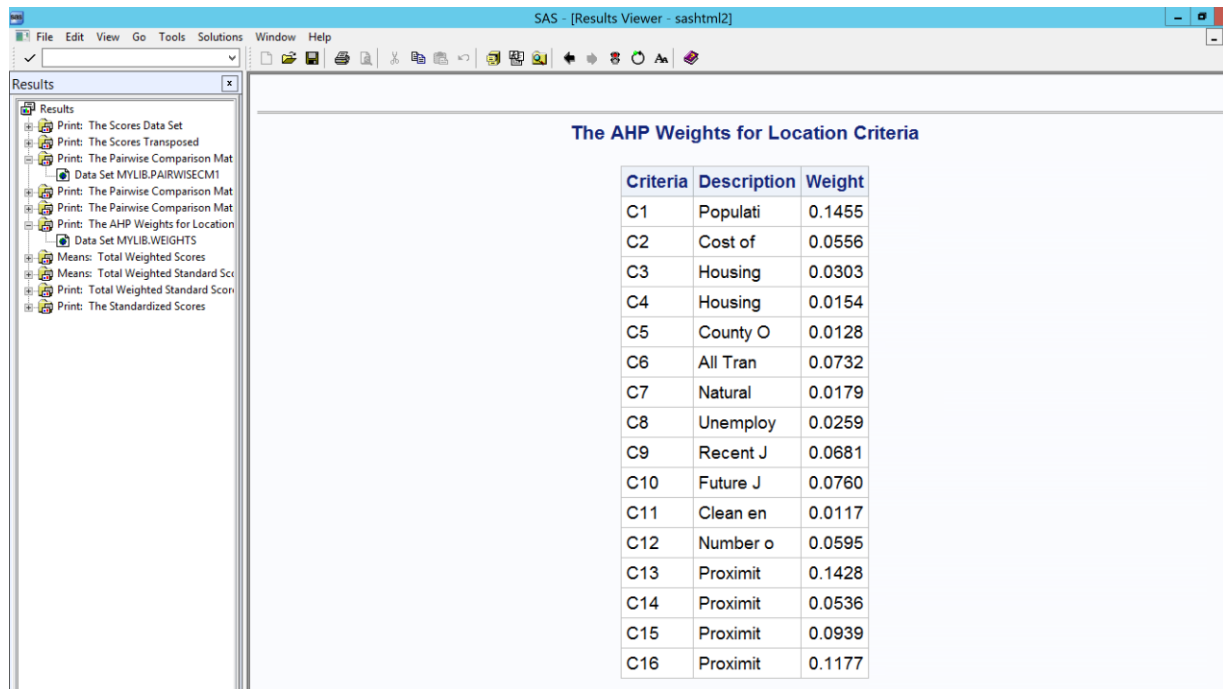 SAS - [Results Viewer - sashtml2]
File Edit View Go Tools Solutions Window Help
Results
Results
Print: The Scores Data Set
Print: The Scores Transposed
Print: The Pairwise Comparison Mat
Data Set MYLIB.PAIRWISECM1
Print: The Pairwise Comparison Mat
Print: The Pairwise Comparison Mat
Print: The AHP Weights for Location
Data Set MYLIB.WEIGHTS
Means: Total Weighted Scores
Means: Total Weighted Standard Sco
Print: Total Weighted Standard Scor
Print: The Standardized Scores
The AHP Weights for Location Criteria
Criteria Description Weight
C1 Populati 0.1455
C2 Cost of 0.0556
C3 Housing 0.0303
C4 Housing 0.0154
C5 County O 0.0128
C6 All Tran 0.0732
C7 Natural 0.0179
C8 Unemploy 0.0259
C9 Recent J 0.0681
C10 Future J 0.0760
C11 Clean en 0.0117
C12 Number o 0.0595
C13 Proximit 0.1428
C14 Proximit 0.0536
C15 Proximit 0.0939
C16 Proximit 0.1177